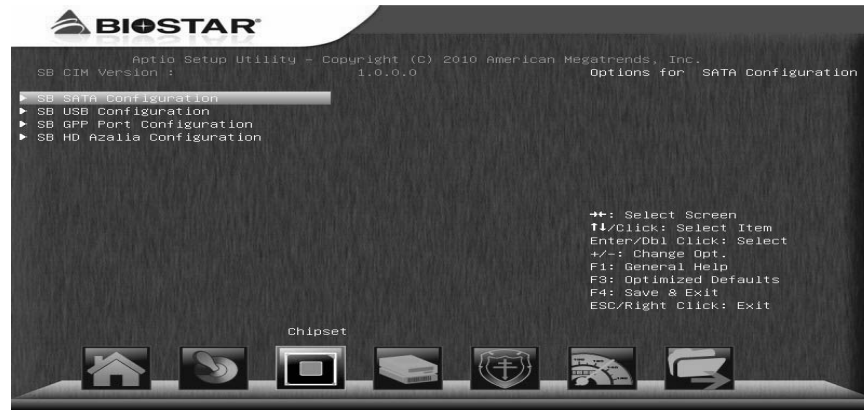 BIOSTAR
Aptio Setup Utility - Copyright (C) 2010 American Megatrends, Inc.
SB CIM Version : 1.0.0.0
Options for SATA Configuration
► SB SATA Configuration
► SB USB Configuration
► SB GPP Port Configuration
► SB HD Azalia Configuration
→←: Select Screen
↑↓/Click: Select Item
Enter/Dbl Click: Select
+/-: Change Opt.
F1: General Help
F3: Optimized Defaults
F4: Save & Exit
ESC/Right Click: Exit
Chipset